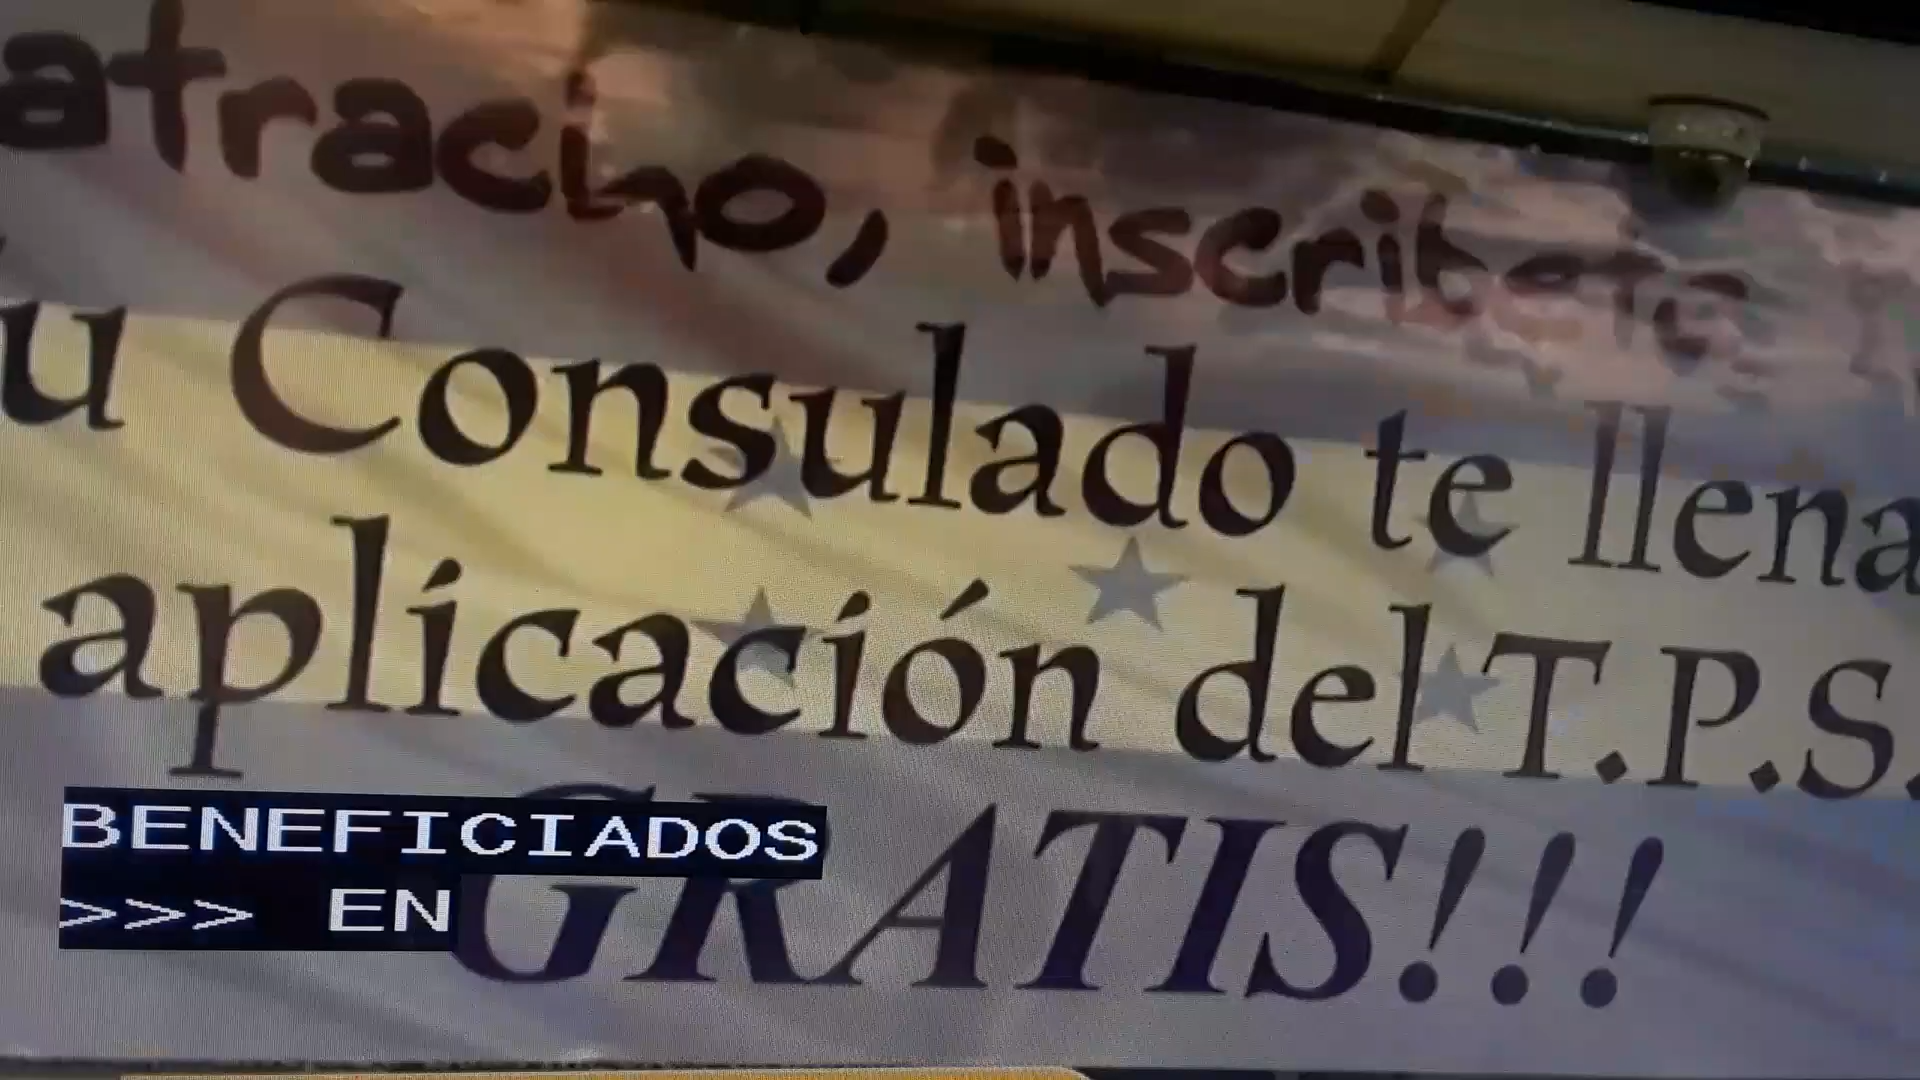 atracho, inscribete
u Consulado te llena
aplicación del T.P.S.
GRATIS!!!
BENEFICIADOS
>>> EN